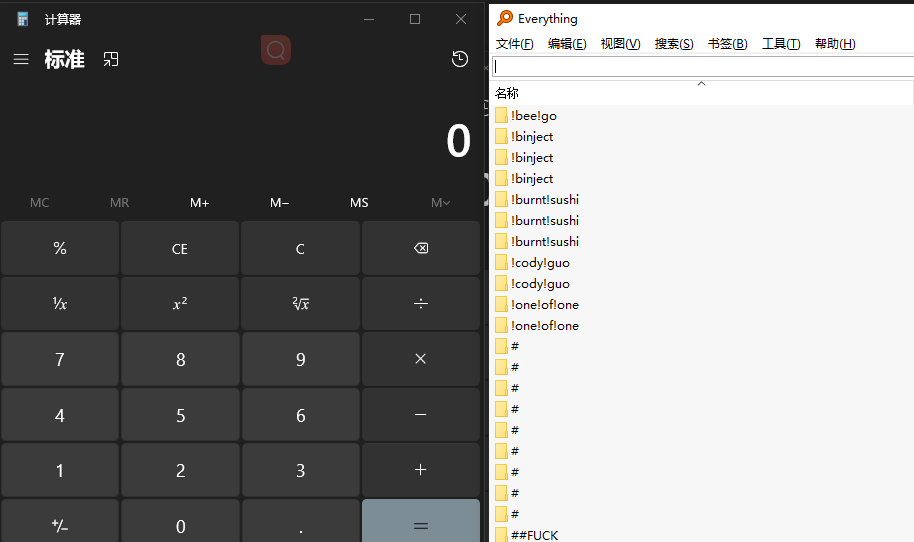 计算器
标准
0
MC MR M+ M− MS M˅
% CE C
¹/x x² ²√x ÷
7 8 9 ×
4 5 6 −
1 2 3 +
+/− 0 . =
Everything
文件(F) 编辑(E) 视图(V) 搜索(S) 书签(B) 工具(T) 帮助(H)
名称
!bee!go
!binject
!binject
!binject
!burnt!sushi
!burnt!sushi
!burnt!sushi
!cody!guo
!cody!guo
!one!of!one
!one!of!one
#
#
#
#
#
#
#
#
#
##FUCK